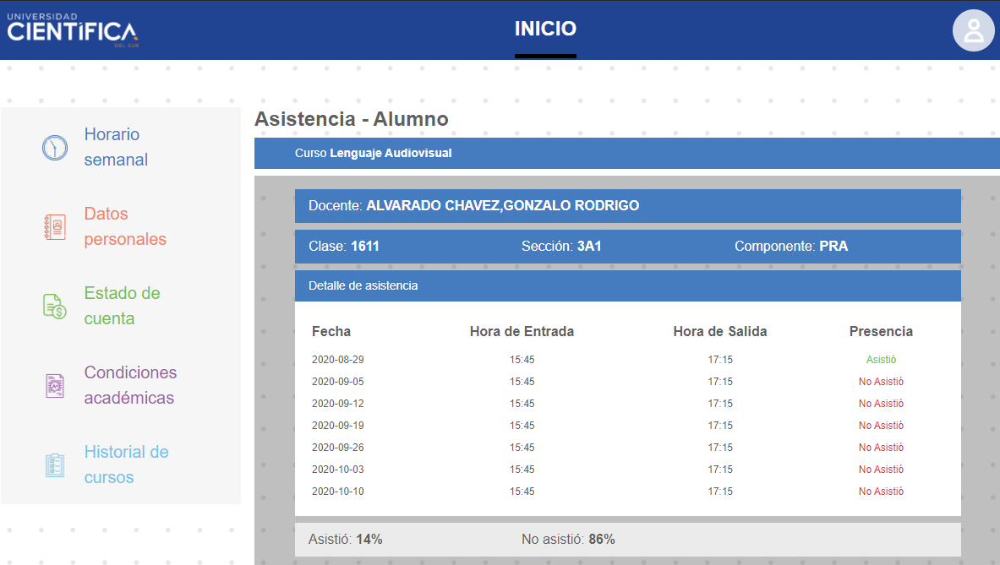 UNIVERSIDAD
CIENTÍFICA
DEL SUR
INICIO
Horario
semanal
Datos
personales
Estado de
cuenta
Condiciones
académicas
Historial de
cursos
Asistencia - Alumno
Curso Lenguaje Audiovisual
Docente: ALVARADO CHAVEZ,GONZALO RODRIGO
Clase: 1611 Sección: 3A1 Componente: PRA
Detalle de asistencia
Fecha Hora de Entrada Hora de Salida Presencia
2020-08-29 15:45 17:15 Asistió
2020-09-05 15:45 17:15 No Asistió
2020-09-12 15:45 17:15 No Asistió
2020-09-19 15:45 17:15 No Asistió
2020-09-26 15:45 17:15 No Asistió
2020-10-03 15:45 17:15 No Asistió
2020-10-10 15:45 17:15 No Asistió
Asistió: 14% No asistió: 86%